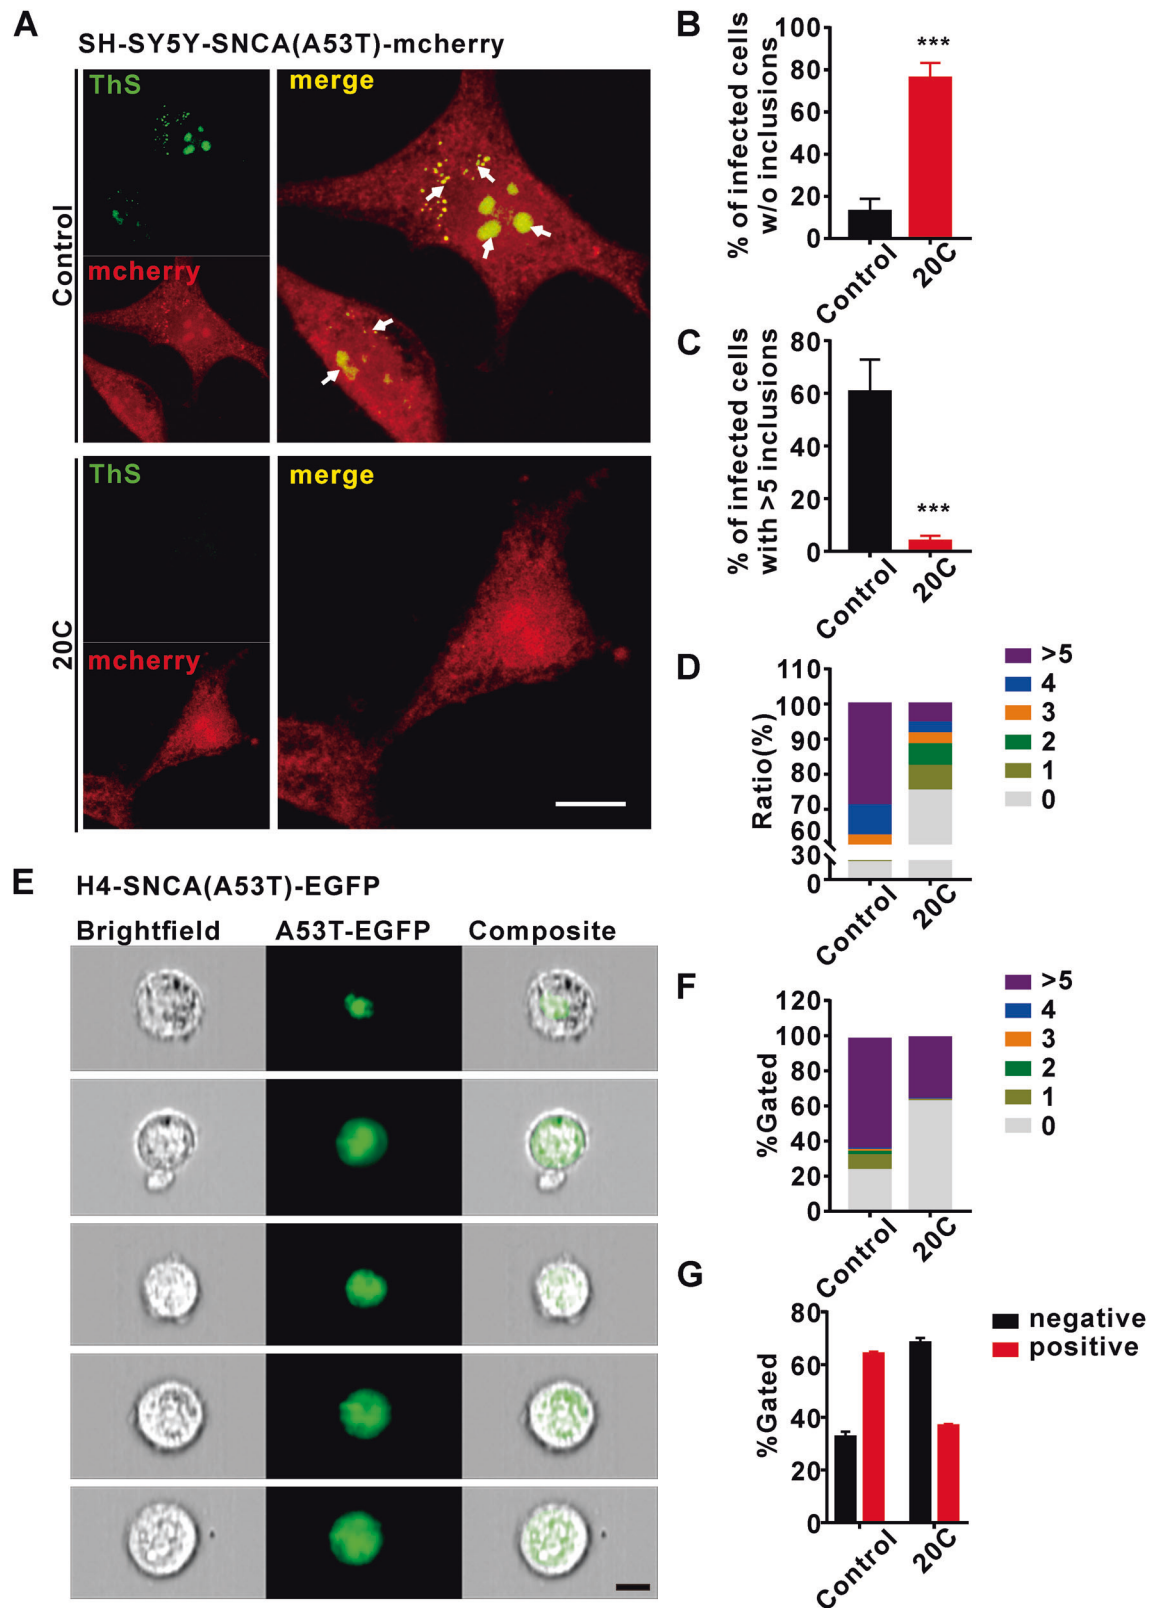 A
SH-SY5Y-SNCA(A53T)-mcherry
Control
ThS
merge
mcherry
20C
ThS
merge
mcherry
B
% of infected cells
w/o inclusions
100
80
60
40
20
0
***
Control
20C
C
% of infected cells
with >5 inclusions
80
60
40
20
0
***
Control
20C
D
Ratio(%)
110
100
90
80
70
60
30
0
Control
20C
>5
4
3
2
1
0
E
H4-SNCA(A53T)-EGFP
Brightfield A53T-EGFP Composite
F
%Gated
120
100
80
60
40
20
0
Control
20C
>5
4
3
2
1
0
G
%Gated
80
60
40
20
0
Control
20C
negative
positive